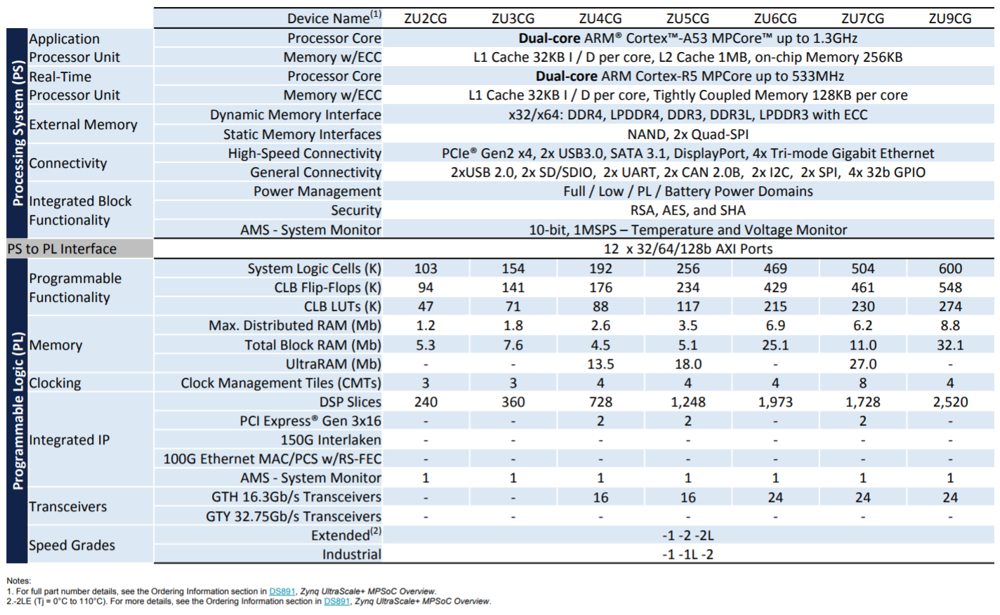 Device Name(1) ZU2CG ZU3CG ZU4CG ZU5CG ZU6CG ZU7CG ZU9CG
Processing System (PS)
Application Processor Core Dual-core ARM® Cortex™-A53 MPCore™ up to 1.3GHz
Processor Unit Memory w/ECC L1 Cache 32KB I / D per core, L2 Cache 1MB, on-chip Memory 256KB
Real-Time Processor Core Dual-core ARM Cortex-R5 MPCore up to 533MHz
Processor Unit Memory w/ECC L1 Cache 32KB I / D per core, Tightly Coupled Memory 128KB per core
External Memory
Dynamic Memory Interface x32/x64: DDR4, LPDDR4, DDR3, DDR3L, LPDDR3 with ECC
Static Memory Interfaces NAND, 2x Quad-SPI
Connectivity
High-Speed Connectivity PCIe® Gen2 x4, 2x USB3.0, SATA 3.1, DisplayPort, 4x Tri-mode Gigabit Ethernet
General Connectivity 2xUSB 2.0, 2x SD/SDIO, 2x UART, 2x CAN 2.0B, 2x I2C, 2x SPI, 4x 32b GPIO
Integrated Block
Functionality
Power Management Full / Low / PL / Battery Power Domains
Security RSA, AES, and SHA
AMS - System Monitor 10-bit, 1MSPS – Temperature and Voltage Monitor
PS to PL Interface 12 x 32/64/128b AXI Ports
Programmable Logic (PL)
Programmable
Functionality
System Logic Cells (K) 103 154 192 256 469 504 600
CLB Flip-Flops (K) 94 141 176 234 429 461 548
CLB LUTs (K) 47 71 88 117 215 230 274
Memory
Max. Distributed RAM (Mb) 1.2 1.8 2.6 3.5 6.9 6.2 8.8
Total Block RAM (Mb) 5.3 7.6 4.5 5.1 25.1 11.0 32.1
UltraRAM (Mb) - - 13.5 18.0 - 27.0 -
Clocking Clock Management Tiles (CMTs) 3 3 4 4 4 8 4
Integrated IP
DSP Slices 240 360 728 1,248 1,973 1,728 2,520
PCI Express® Gen 3x16 - - 2 2 - 2 -
150G Interlaken - - - - - - -
100G Ethernet MAC/PCS w/RS-FEC - - - - - - -
AMS - System Monitor 1 1 1 1 1 1 1
Transceivers
GTH 16.3Gb/s Transceivers - - 16 16 24 24 24
GTY 32.75Gb/s Transceivers - - - - - - -
Speed Grades
Extended(2) -1 -2 -2L
Industrial -1 -1L -2
Notes:
1. For full part number details, see the Ordering Information section in DS891, Zynq UltraScale+ MPSoC Overview.
2.-2LE (Tj = 0°C to 110°C). For more details, see the Ordering Information section in DS891, Zynq UltraScale+ MPSoC Overview.